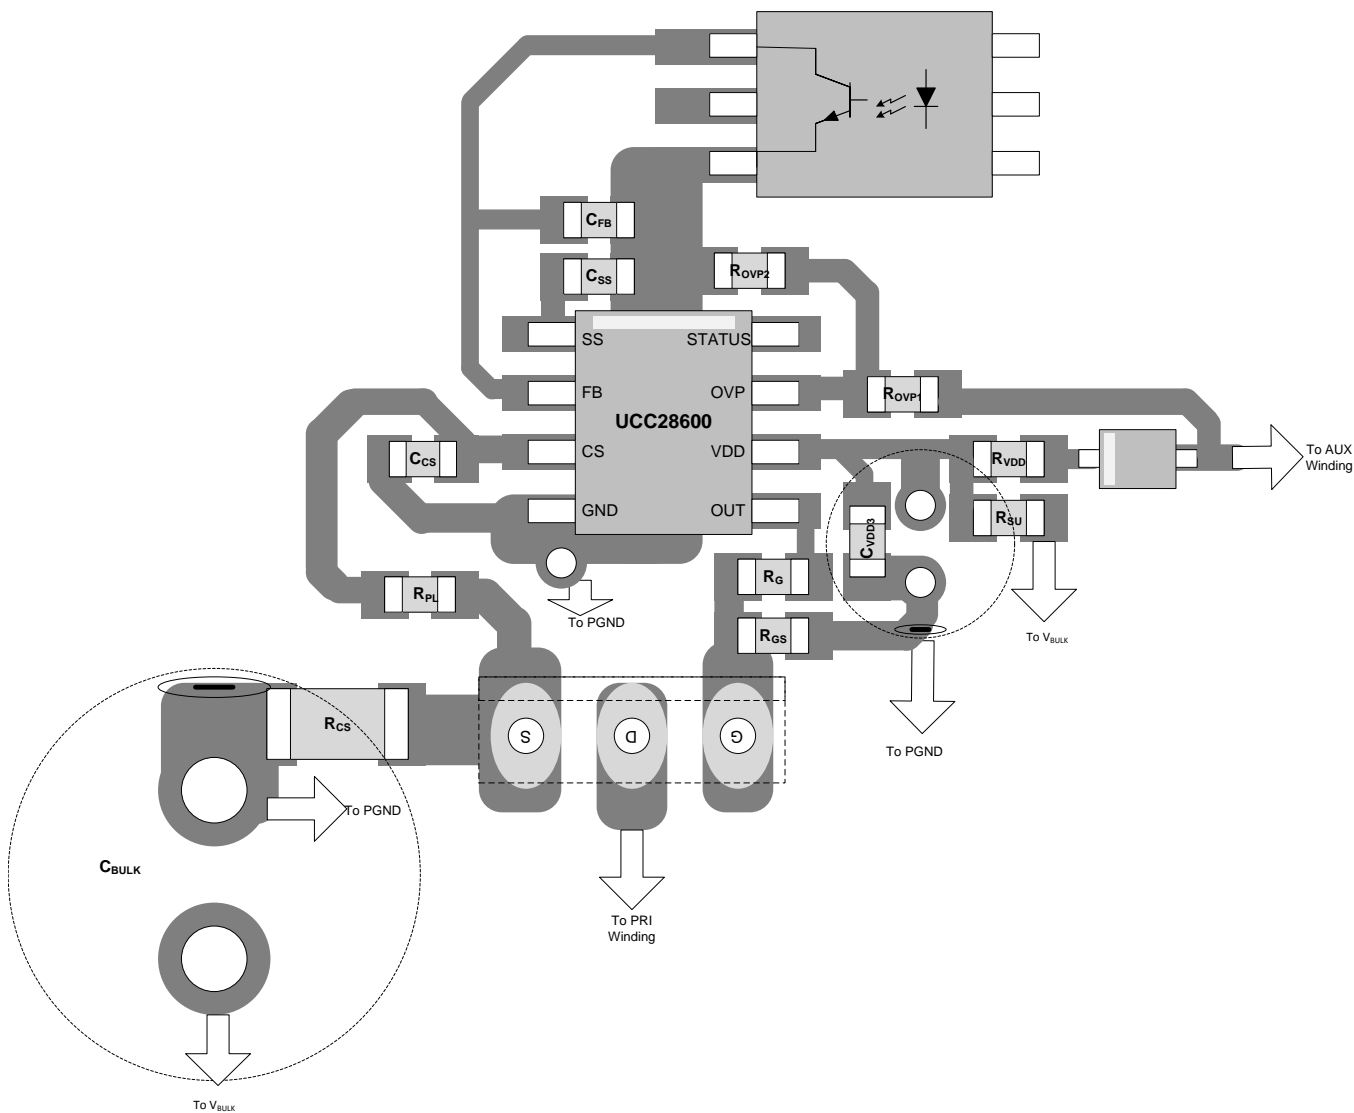 CFB
CSS
ROVP2
SS
STATUS
FB
OVP
ROVP1
UCC28600
CCS
CS
VDD
RVDD
To AUX
Winding
GND
OUT
RSU
CVDD3
RG
RPL
To PGND
RGS
To VBULK
RCS
S
D
G
To PGND
To PGND
CBULK
To PRI
Winding
To VBULK